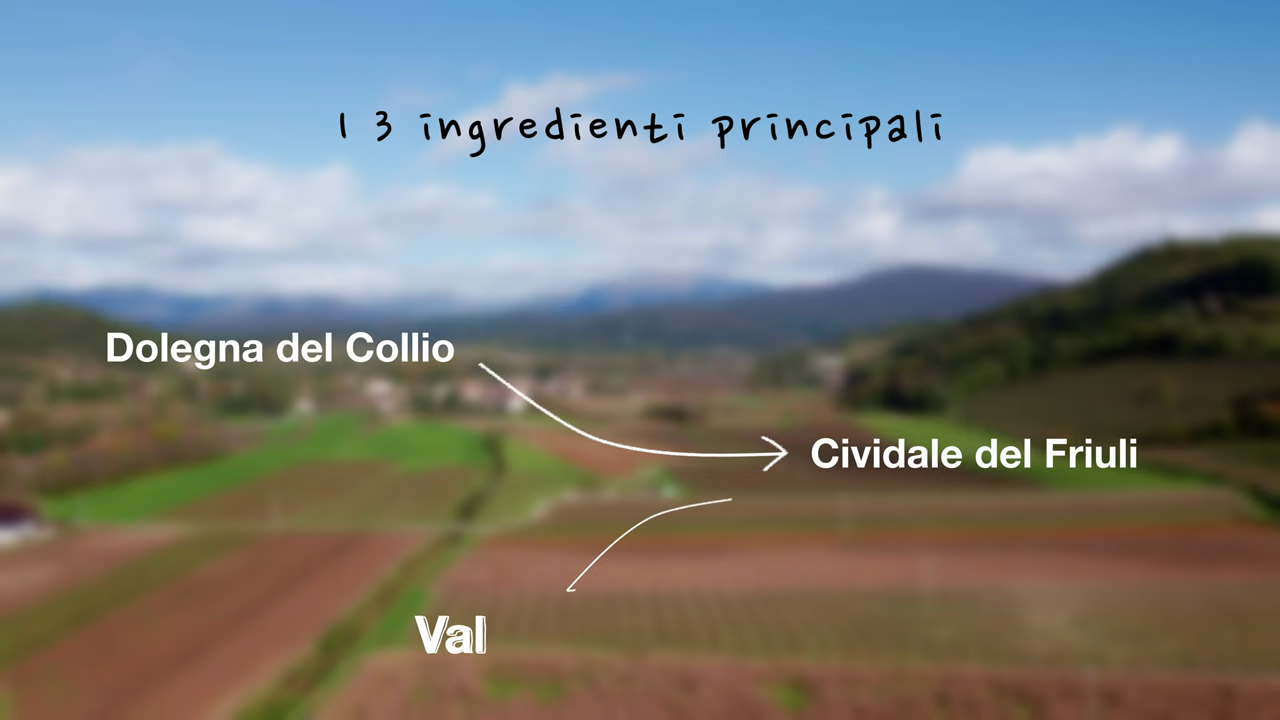 I 3 ingredienti principali
Dolegna del Collio
Cividale del Friuli
Val